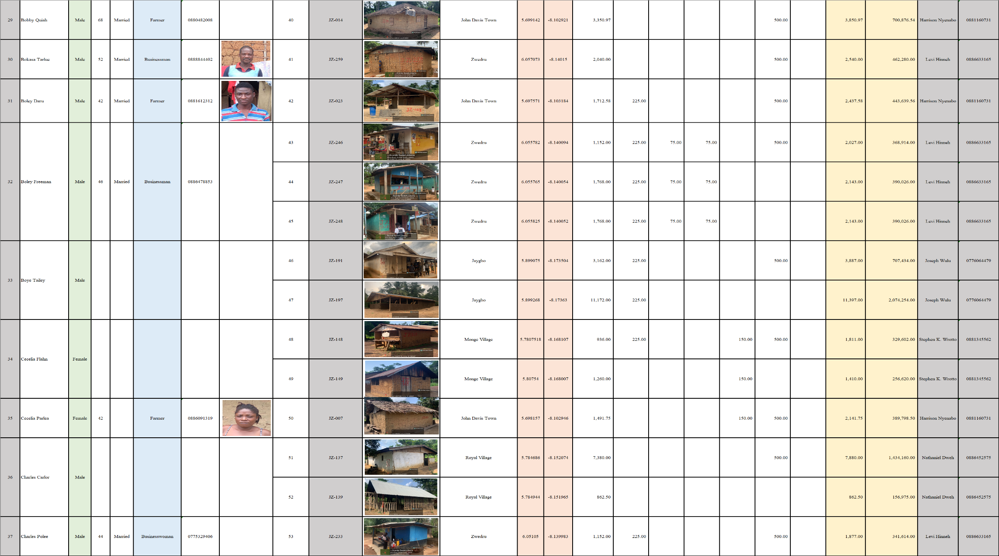 29 Bobby Quiah Male 68 Married Farmer 0880482008 40 JZ-014 John Davis Town 5.699142 -8.102921 3,350.97 500.00 3,850.97 700,876.54 Harrison Nyenabo 0881160731
30 Bokasa Tarlue Male 52 Married Businessman 0888844402 41 JZ-259 Zwedru 6.057073 -8.14015 2,040.00 500.00 2,540.00 462,280.00 Levi Hinneh 0886633165
31 Boley Daru Male 42 Married Farmer 0881612312 42 JZ-023 JZ-023 John Davis Town 5.697571 -8.103184 1,712.58 225.00 500.00 2,437.58 443,639.56 Harrison Nyenabo 0881160731
43 JZ-246 Zwedru 6.055782 -8.140094 1,152.00 225.00 75.00 75.00 500.00 2,027.00 368,914.00 Levi Hinneh 0886633165
32 Boley Freeman Male 46 Married Businessman 0886478853 44 JZ-247 Zwedru 6.055765 -8.140054 1,768.00 225.00 75.00 75.00 2,143.00 390,026.00 Levi Hinneh 0886633165
45 JZ-248 Zwedru 6.055825 -8.140052 1,768.00 225.00 75.00 75.00 2,143.00 390,026.00 Levi Hinneh 0886633165
46 JZ-191 JZ 191 Jaygbo 5.899075 -8.173504 3,162.00 225.00 500.00 3,887.00 707,434.00 Joseph Wulu 0776064479
33 Boye Tailey Male
47 JZ-197 Jaygbo 5.899268 -8.17363 11,172.00 225.00 11,397.00 2,074,254.00 Joseph Wulu 0776064479
48 JZ-148 Monge Village 5.7807518 -8.168107 936.00 225.00 150.00 500.00 1,811.00 329,602.00 Stephen K. Wrotto 0881345562
34 Cecelia Flahn Female
49 JZ-149 Monge Village 5.80754 -8.168007 1,260.00 150.00 1,410.00 256,620.00 Stephen K. Wrotto 0881345562
35 Cecelia Parlea Female 42 Farmer 0886091319 50 JZ-007 John Davis Town 5.698157 -8.102946 1,491.75 150.00 500.00 2,141.75 389,798.50 Harrison Nyenabo 0881160731
51 JZ-137 Royal Village 5.784686 -8.152074 7,380.00 500.00 7,880.00 1,434,160.00 Nathaniel Dweh 0886452575
36 Charles Carlor Male
52 JZ-139 Royal Village 5.784944 -8.151965 862.50 862.50 156,975.00 Nathaniel Dweh 0886452575
37 Charles Polee Male 44 Married Businesswoman 0775329406 53 JZ-233 Zwedru 6.05105 -8.139983 1,152.00 225.00 500.00 1,877.00 341,614.00 Levi Hinneh 0886633165